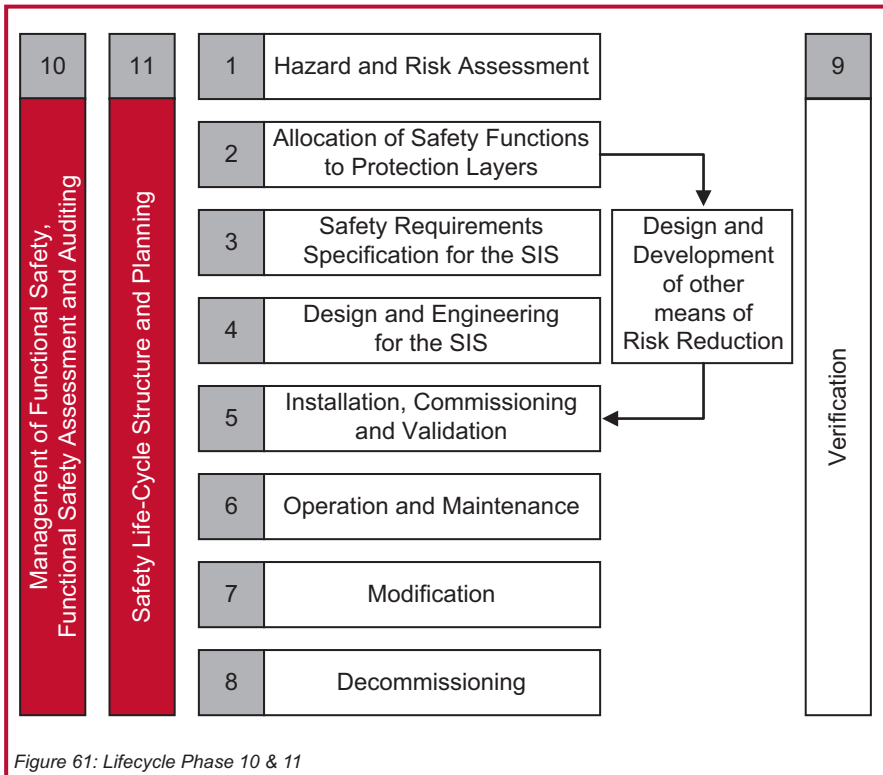 10
Management of Functional Safety,
Functional Safety Assessment and Auditing
11
Safety Life-Cycle Structure and Planning
1
Hazard and Risk Assessment
2
Allocation of Safety Functions
to Protection Layers
3
Safety Requirements
Specification for the SIS
4
Design and Engineering
for the SIS
5
Installation, Commissioning
and Validation
6
Operation and Maintenance
7
Modification
8
Decommissioning
Design and
Development
of other
means of
Risk Reduction
9
Verification
Figure 61: Lifecycle Phase 10 & 11